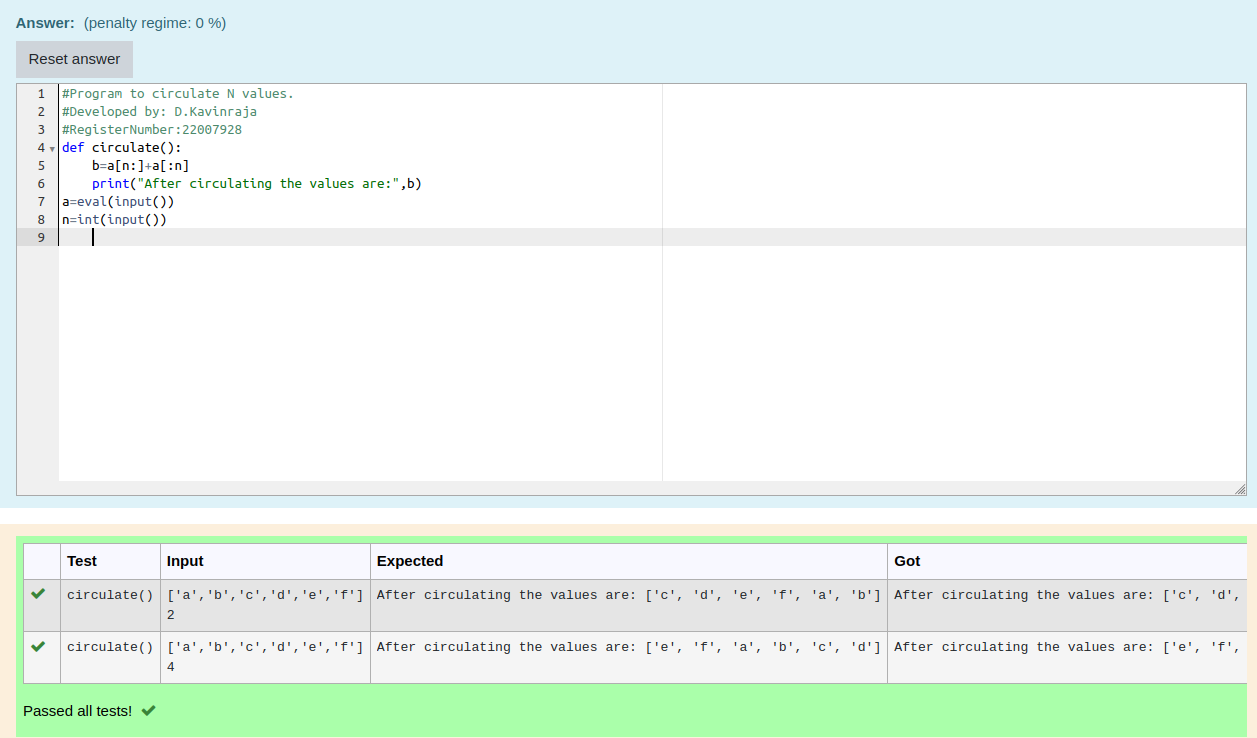 Answer: (penalty regime: 0 %)
Reset answer
1 #Program to circulate N values.
2 #Developed by: D.Kavinraja
3 #RegisterNumber:22007928
4 def circulate():
5     b=a[n:]+a[:n]
6     print("After circulating the values are:",b)
7 a=eval(input())
8 n=int(input())
9
Test Input Expected Got
circulate() ['a','b','c','d','e','f'] After circulating the values are: ['c', 'd', 'e', 'f', 'a', 'b'] After circulating the values are: ['c', 'd',
2
circulate() ['a','b','c','d','e','f'] After circulating the values are: ['e', 'f', 'a', 'b', 'c', 'd'] After circulating the values are: ['e', 'f',
4
Passed all tests!